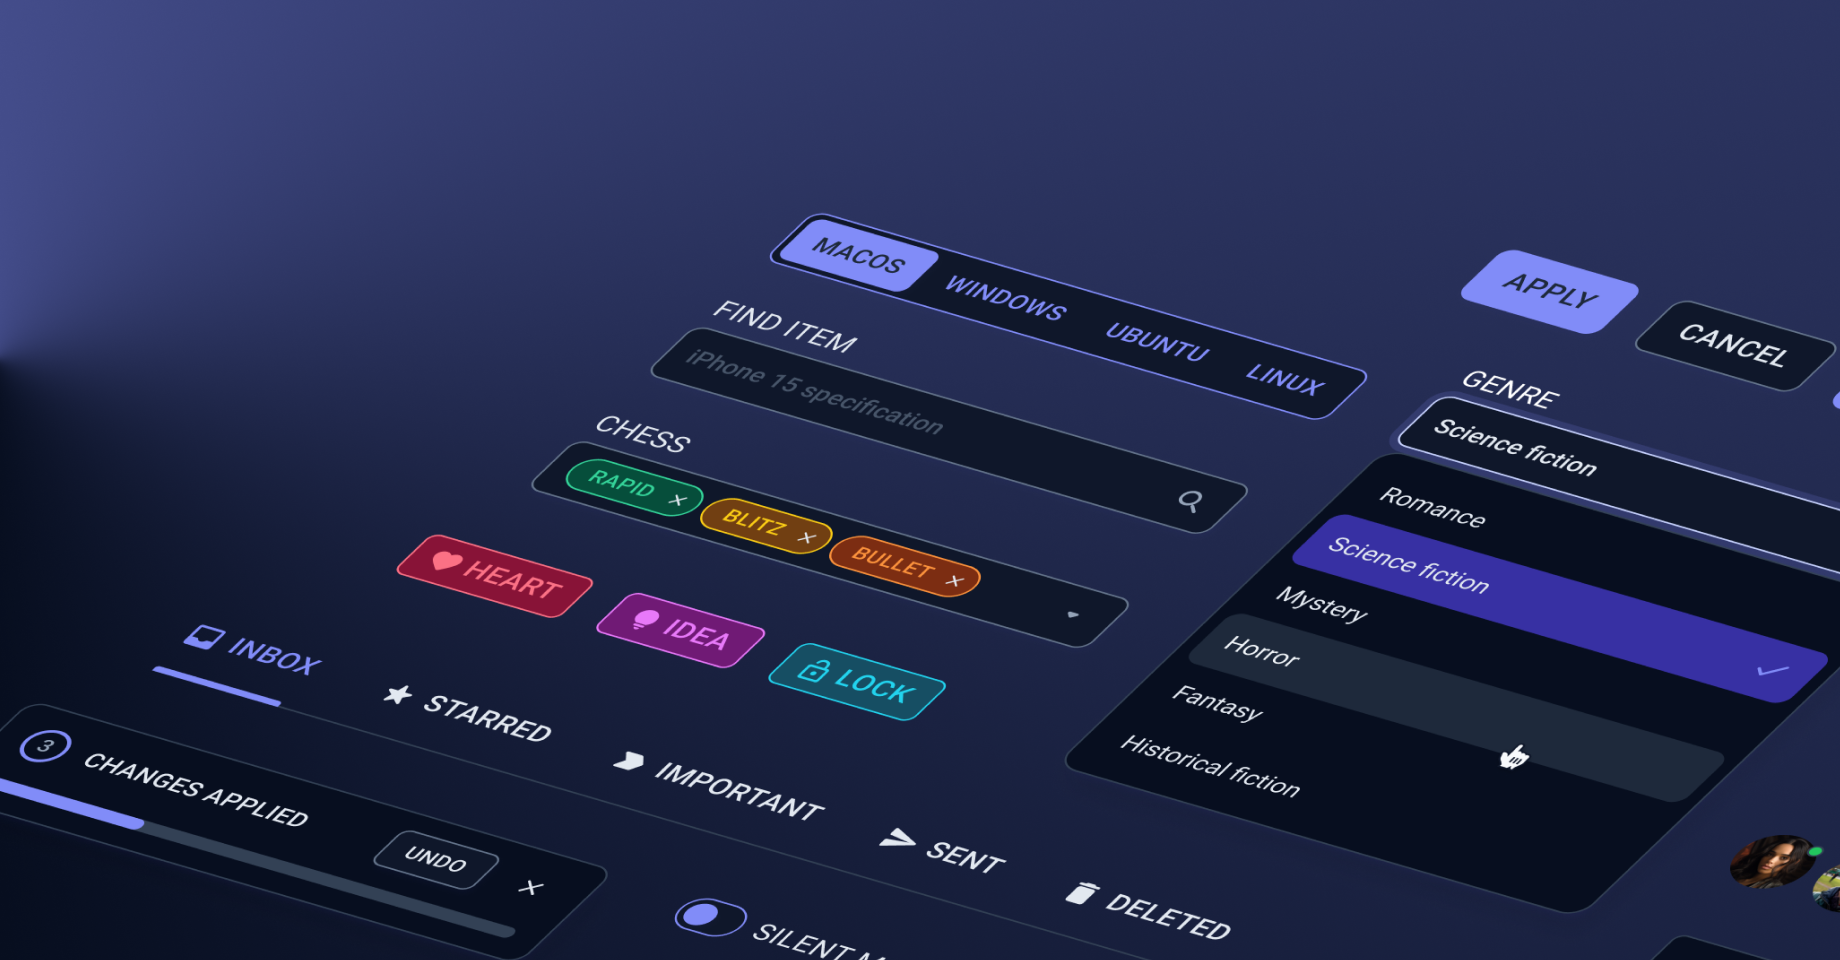 MACOS
WINDOWS
UBUNTU
LINUX
FIND ITEM
iPhone 15 specification
CHESS
RAPID
BLITZ
BULLET
HEART
IDEA
LOCK
INBOX
STARRED
IMPORTANT
SENT
DELETED
3
CHANGES APPLIED
UNDO
SILENT
APPLY
CANCEL
GENRE
Science fiction
Romance
Science fiction
Mystery
Horror
Fantasy
Historical fiction